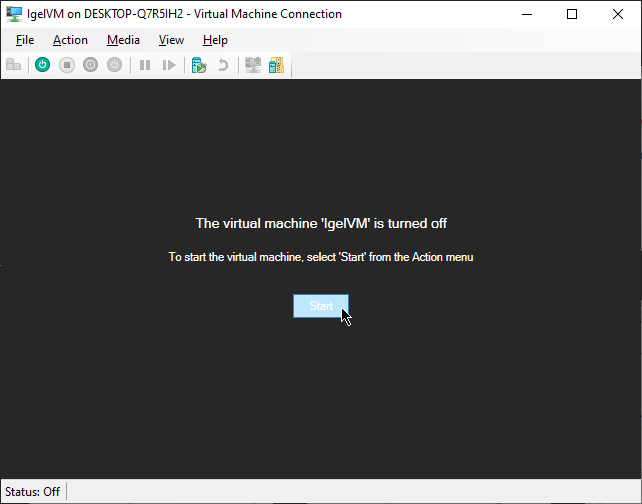 IgelVM on DESKTOP-Q7R5IH2 - Virtual Machine Connection
File Action Media View Help
The virtual machine 'IgelVM' is turned off
To start the virtual machine, select 'Start' from the Action menu
Start
Status: Off